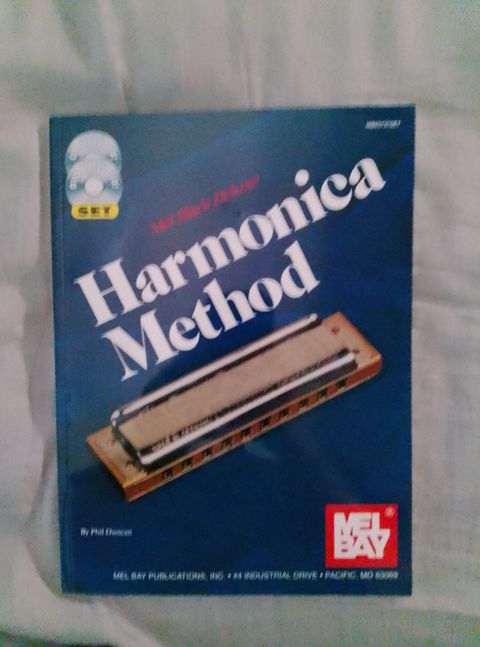 SET
Mel Bay's Deluxe
Harmonica
Method
By Phil Duncan
MEL
BAY
®
MEL BAY PUBLICATIONS, INC. • #4 INDUSTRIAL DRIVE • PACIFIC, MO 63069